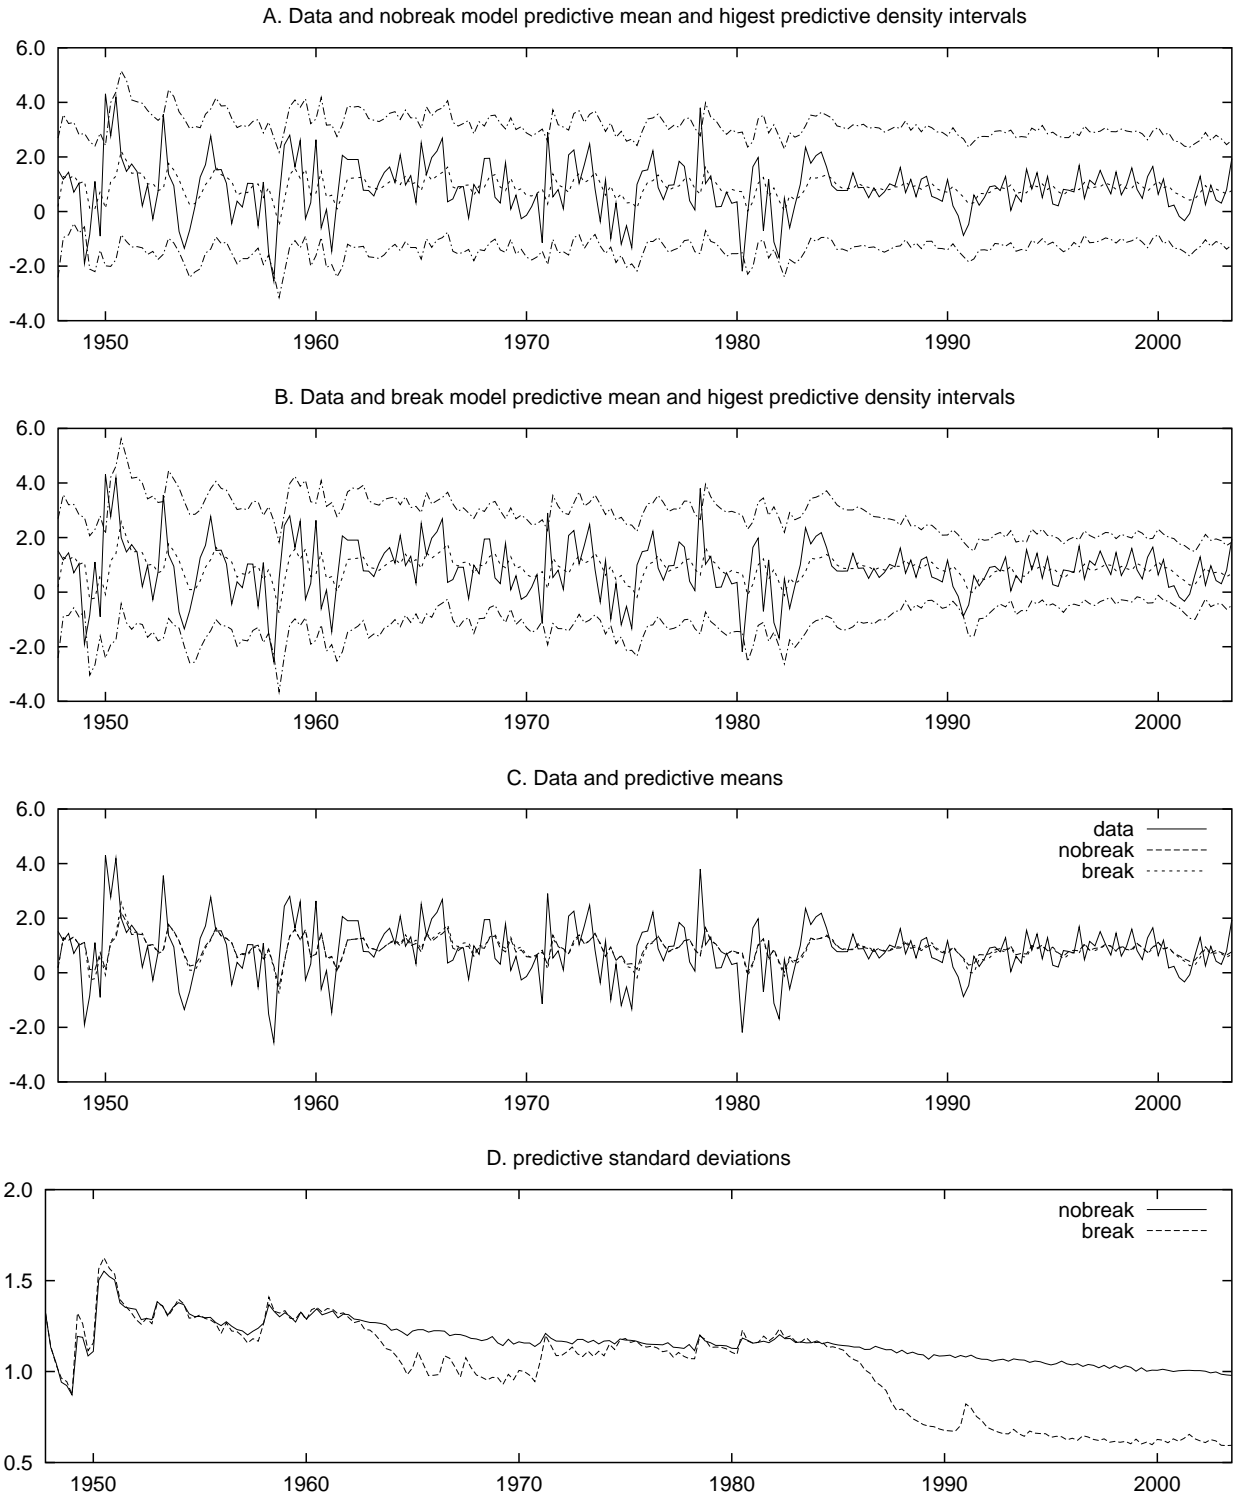 A. Data and nobreak model predictive mean and higest predictive density intervals
6.0
4.0
2.0
0
-2.0
-4.0
1950 1960 1970 1980 1990 2000
B. Data and break model predictive mean and higest predictive density intervals
6.0
4.0
2.0
0
-2.0
-4.0
1950 1960 1970 1980 1990 2000
C. Data and predictive means
6.0
4.0
2.0
0
-2.0
-4.0
data
nobreak
break
1950 1960 1970 1980 1990 2000
D. predictive standard deviations
2.0
1.5
1.0
0.5
nobreak
break
1950 1960 1970 1980 1990 2000